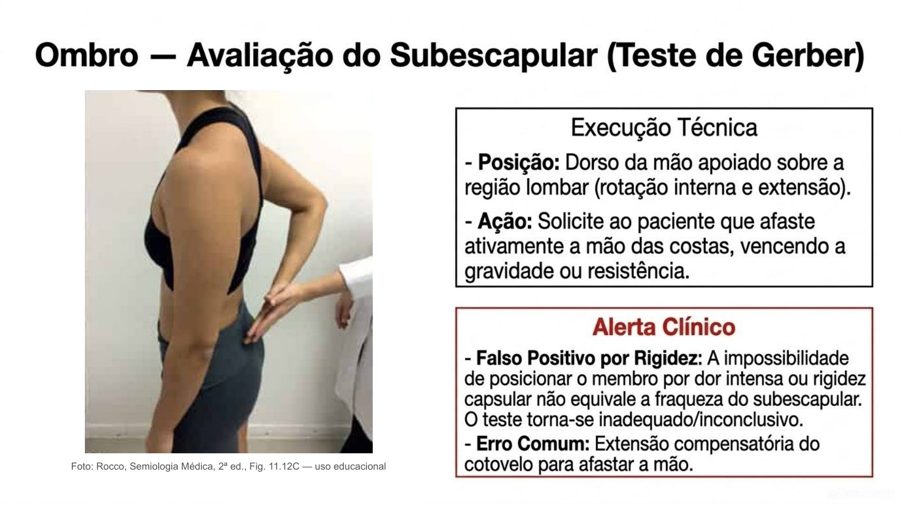 Ombro — Avaliação do Subescapular (Teste de Gerber)
Execução Técnica
- Posição: Dorso da mão apoiado sobre a
região lombar (rotação interna e extensão).
- Ação: Solicite ao paciente que afaste
ativamente a mão das costas, vencendo a
gravidade ou resistência.
Alerta Clínico
- Falso Positivo por Rigidez: A impossibilidade
de posicionar o membro por dor intensa ou rigidez
capsular não equivale a fraqueza do subescapular.
O teste torna-se inadequado/inconclusivo.
- Erro Comum: Extensão compensatória do
cotovelo para afastar a mão.
Foto: Rocco, Semiologia Médica, 2ª ed., Fig. 11.12C — uso educacional